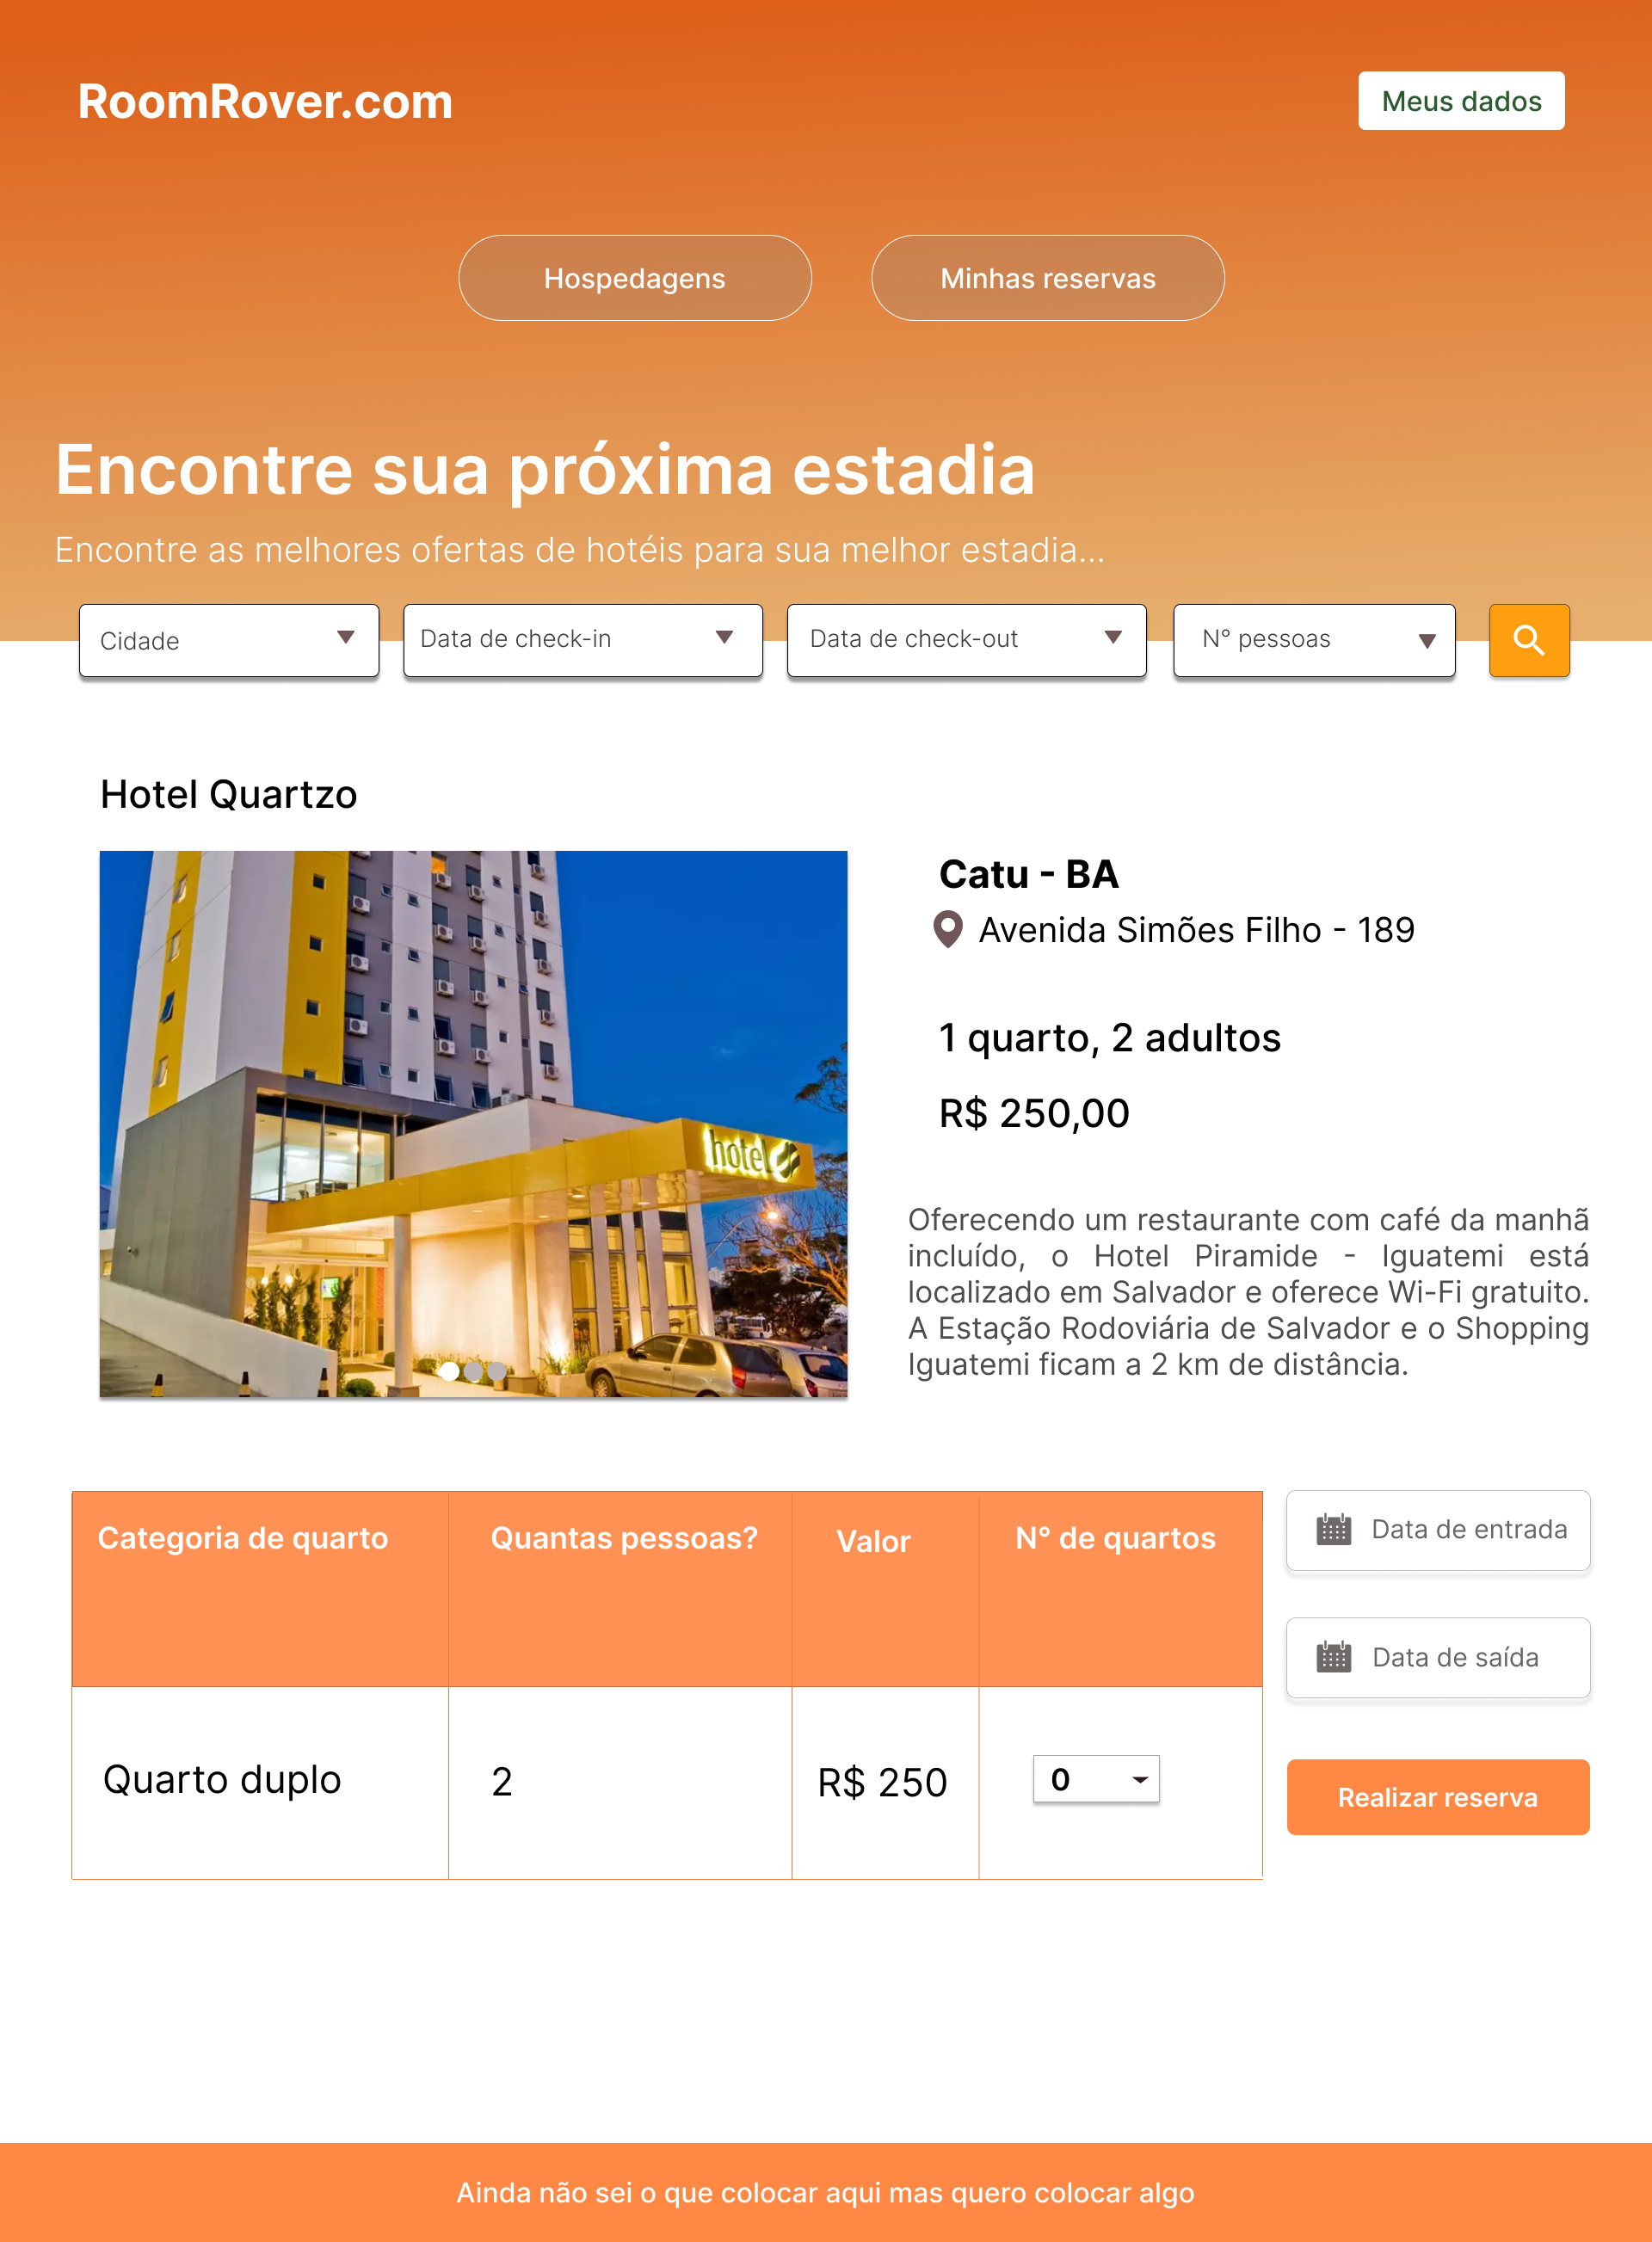 RoomRover.com
Meus dados
Hospedagens
Minhas reservas
Encontre sua próxima estadia
Encontre as melhores ofertas de hotéis para sua melhor estadia...
Cidade
Data de check-in
Data de check-out
N° pessoas
Hotel Quartzo
hotel
Catu - BA
Avenida Simões Filho - 189
1 quarto, 2 adultos
R$ 250,00
Oferecendo um restaurante com café da manhã
incluído, o Hotel Piramide - Iguatemi está
localizado em Salvador e oferece Wi-Fi gratuito.
A Estação Rodoviária de Salvador e o Shopping
Iguatemi ficam a 2 km de distância.
Categoria de quarto
Quantas pessoas?
Valor
N° de quartos
Data de entrada
Data de saída
Quarto duplo
2
R$ 250
0
Realizar reserva
Ainda não sei o que colocar aqui mas quero colocar algo